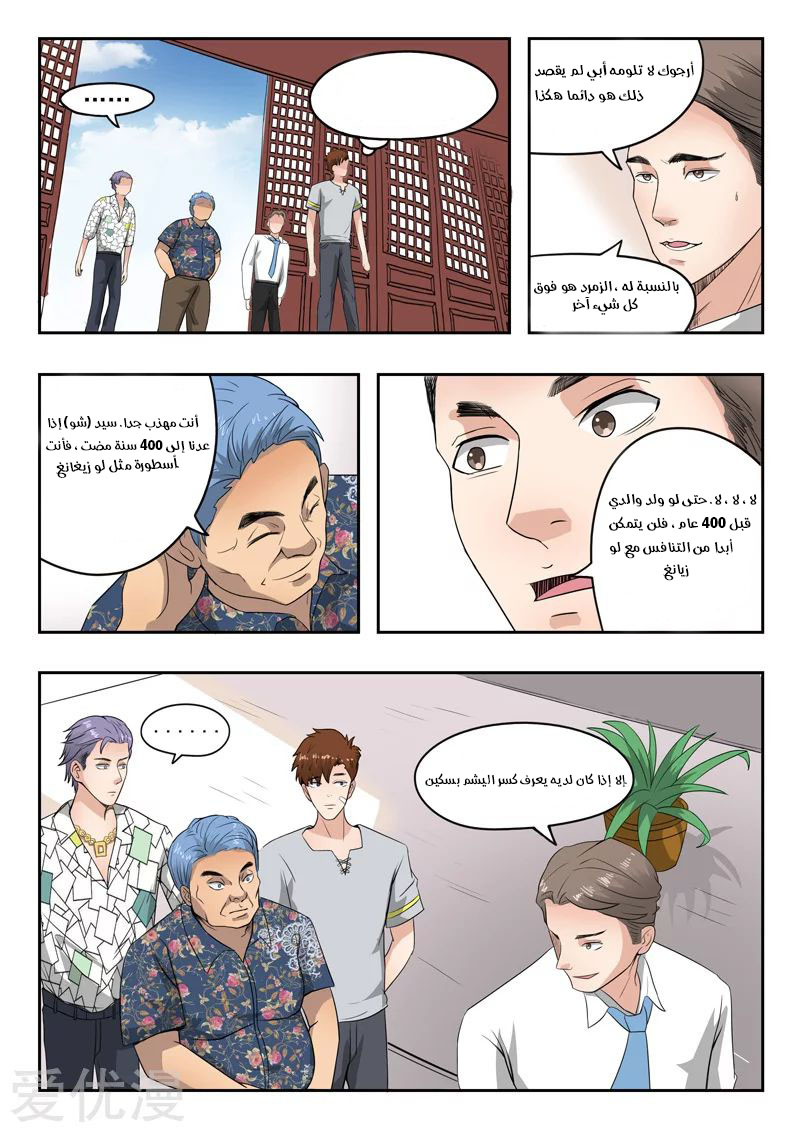 ......
أرجوك لا تلومه أبي لم يقصد
ذلك هو دائما هكذا
بالنسبة له ، الزمرد هو فوق
كل شيء آخر
أنت مهذب جدا. سيد (شو) إذا
عدنا إلى 400 سنة مضت ، فأنت
أسطورة مثل لو زيغانغ.
لا ، لا ، لا. حتى لو ولد والدي
قبل 400 عام ، فلن يتمكن
أبدا من التنافس مع لو
زيانغ
......
إلا إذا كان لديه يعرف كسر اليشم بسكين.
爱优漫